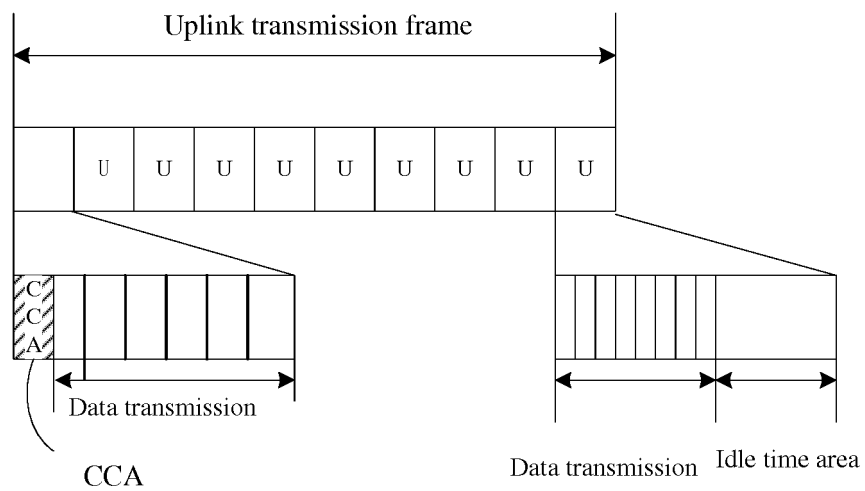 Uplink transmission frame
U U U U U U U U U
C
C
A
Data transmission
CCA
Data transmission
Idle time area